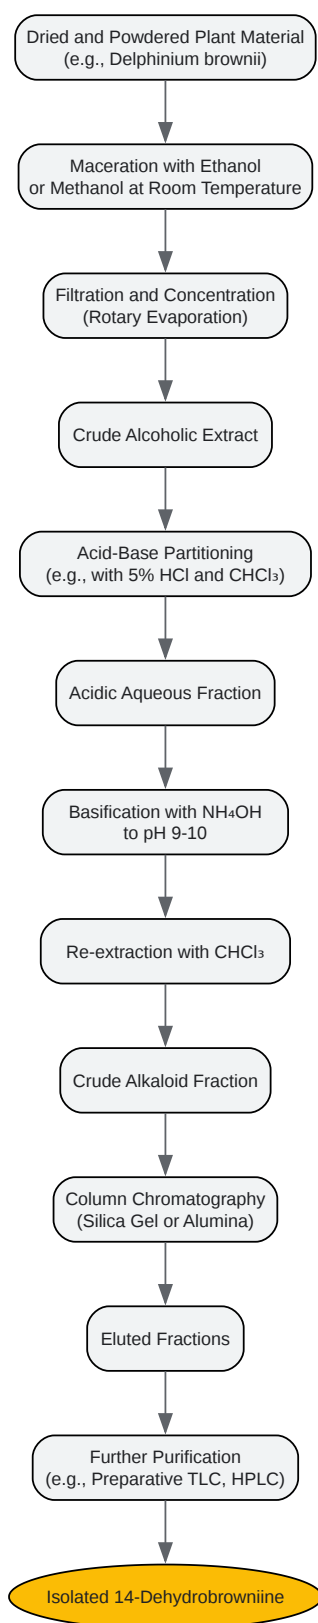 Dried and Powdered Plant Material
(e.g., Delphinium brownii)
Maceration with Ethanol
or Methanol at Room Temperature
Filtration and Concentration
(Rotary Evaporation)
Crude Alcoholic Extract
Acid-Base Partitioning
(e.g., with 5% HCl and CHCl₃)
Acidic Aqueous Fraction
Basification with NH₄OH
to pH 9-10
Re-extraction with CHCl₃
Crude Alkaloid Fraction
Column Chromatography
(Silica Gel or Alumina)
Eluted Fractions
Further Purification
(e.g., Preparative TLC, HPLC)
Isolated 14-Dehydrobrowniine